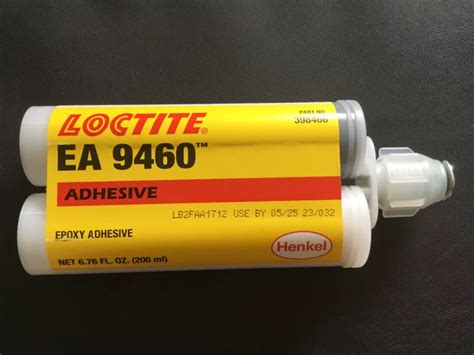 LOCTITE
PART NO.
398466
EA 9460™
ADHESIVE
LB2FAA1712 USE BY 05/25 23/032
EPOXY ADHESIVE
Henkel
NET 6.76 FL. OZ. (200 ml)